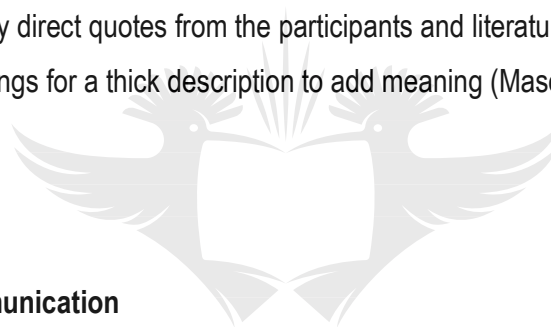 y direct quotes from the participants and literatu
ngs for a thick description to add meaning (Mas
unication